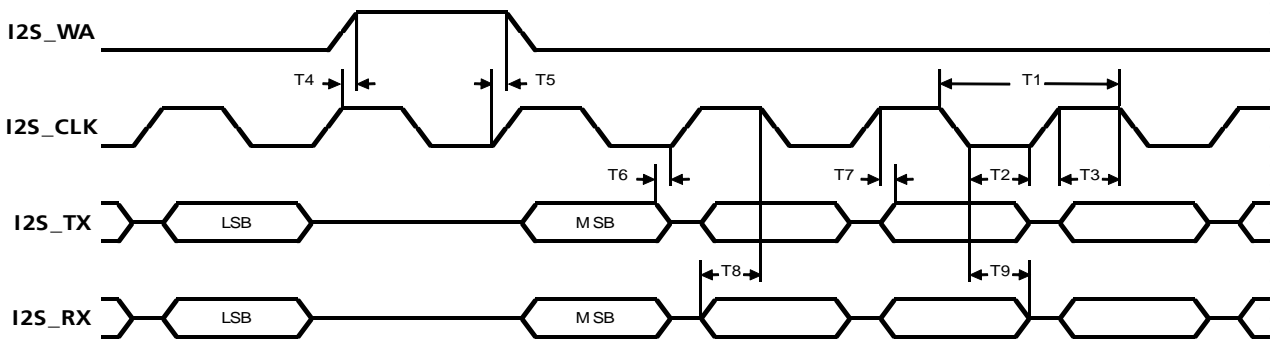 I2S_WA
T4
T5
T1
I2S_CLK
T6
T7
T2
T3
I2S_TX
LSB
MSB
T8
T9
I2S_RX
LSB
MSB